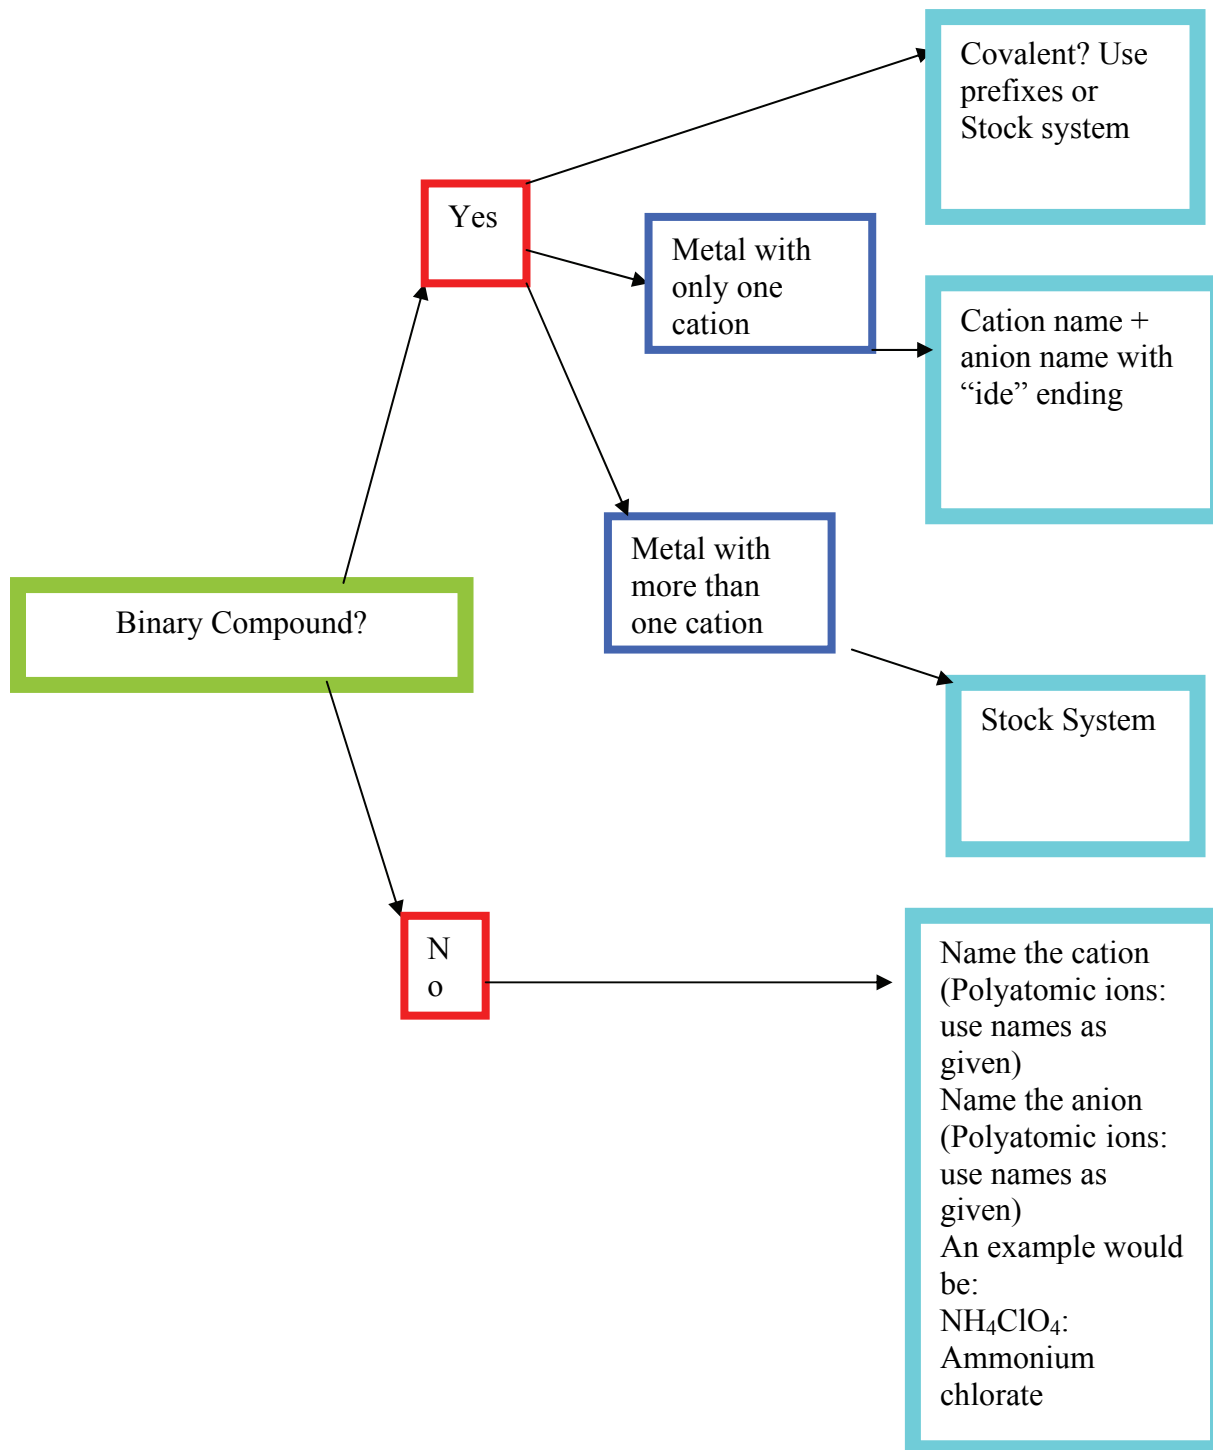 Covalent? Use
prefixes or
Stock system
Yes
Metal with
only one
cation
Cation name +
anion name with
“ide” ending
Metal with
more than
one cation
Binary Compound?
Stock System
N
o
Name the cation
(Polyatomic ions:
use names as
given)
Name the anion
(Polyatomic ions:
use names as
given)
An example would
be:
NH₄ClO₄:
Ammonium
chlorate